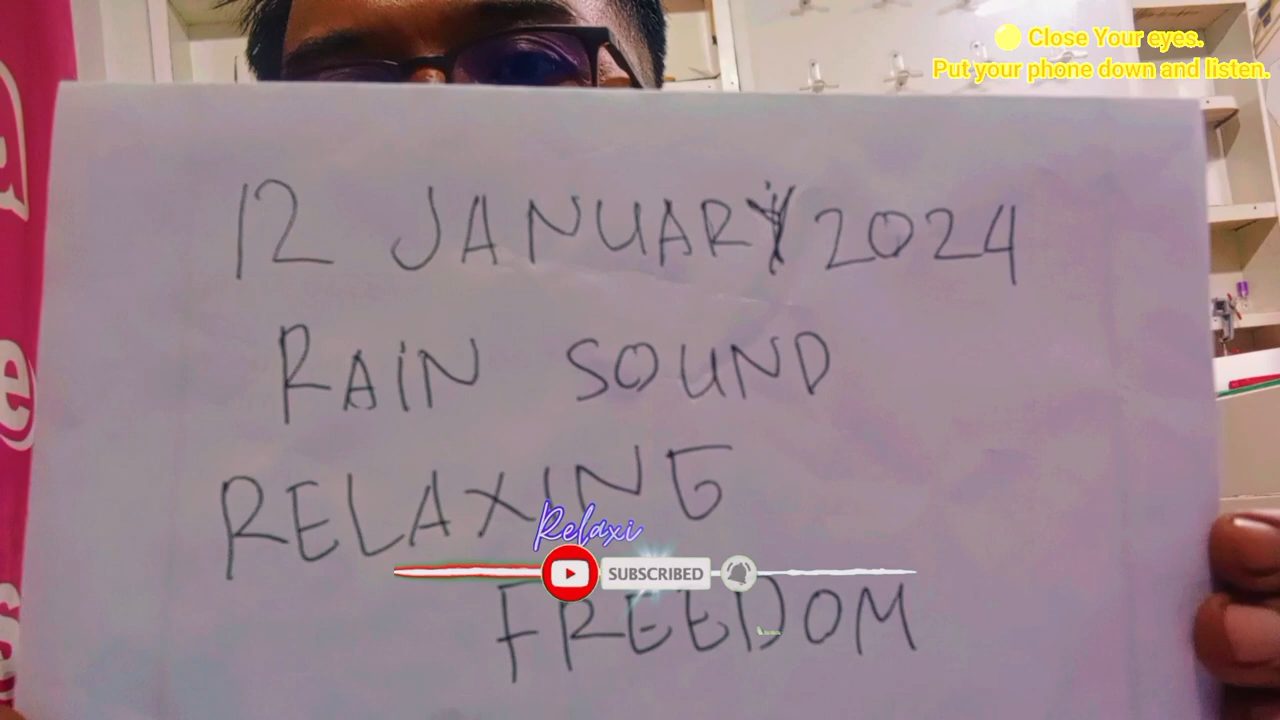 Close Your eyes.
Put your phone down and listen.
12 JANUARY 2024
RAIN SOUND
RELAXING
Relaxi
SUBSCRIBED
FREEDOM